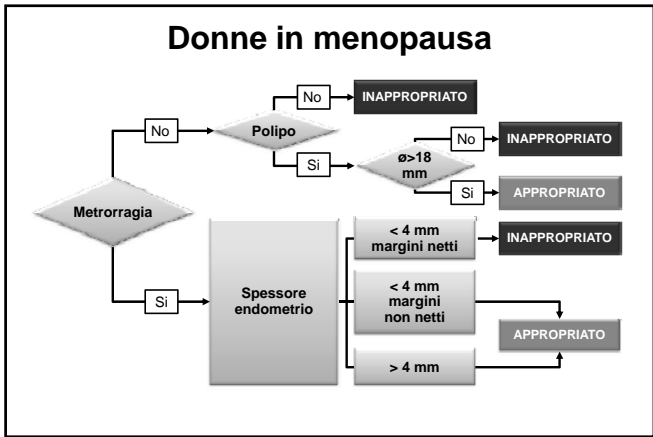 Donne in menopausa
No
INAPPROPRIATO
No
Polipo
No
INAPPROPRIATO
Si
ø>18
mm
Si
APPROPRIATO
Metrorragia
< 4 mm
margini netti
INAPPROPRIATO
Si
Spessore
endometrio
< 4 mm
margini
non netti
APPROPRIATO
> 4 mm